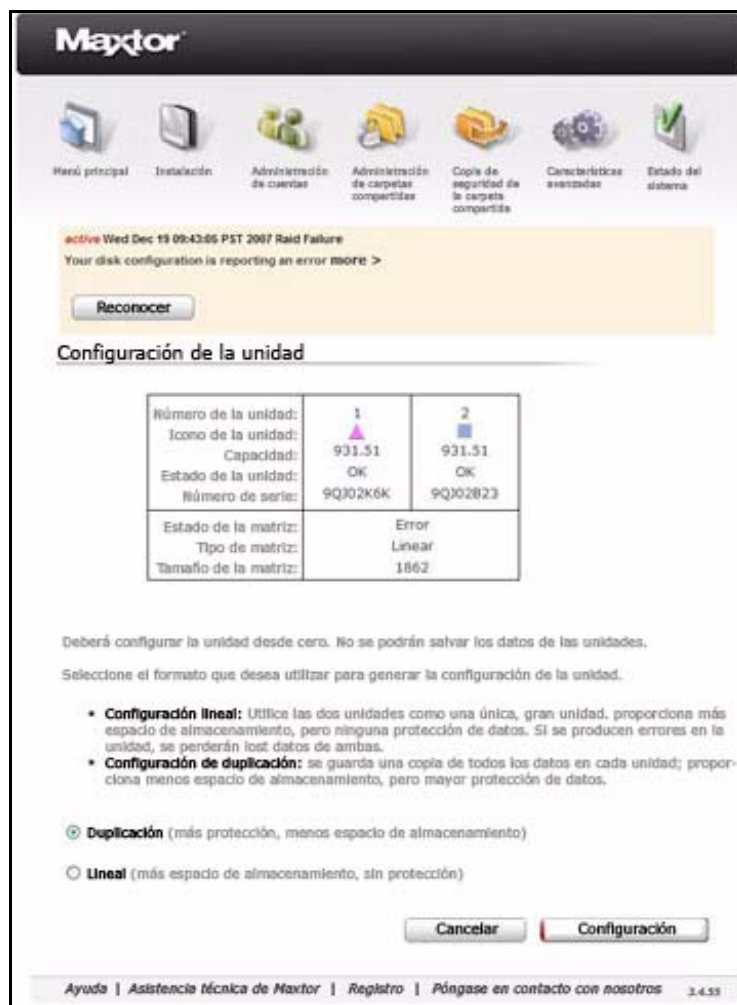 Maxtor
Menú principal
Instalación
Administración de cuentas
Administración de carpetas compartidas
Copia de seguridad de la carpeta compartida
Características avanzadas
Estado del sistema
active Wed Dec 19 09:43:05 PST 2007 Raid Failure
Your disk configuration is reporting an error more >
Reconocer
Configuración de la unidad
Número de la unidad: 1 2
Icono de la unidad:
Capacidad: 931.51 931.51
Estado de la unidad: OK OK
Número de serie: 9QJ02K6K 9QJ02B23
Estado de la matriz: Error
Tipo de matriz: Linear
Tamaño de la matriz: 1862
Deberá configurar la unidad desde cero. No se podrán salvar los datos de las unidades.
Seleccione el formato que desea utilizar para generar la configuración de la unidad.
• Configuración lineal: Utilice las dos unidades como una única, gran unidad. proporciona más
espacio de almacenamiento, pero ninguna protección de datos. Si se producen errores en la
unidad, se perderán lost datos de ambas.
• Configuración de duplicación: se guarda una copia de todos los datos en cada unidad; propor-
ciona menos espacio de almacenamiento, pero mayor protección de datos.
Duplicación (más protección, menos espacio de almacenamiento)
Lineal (más espacio de almacenamiento, sin protección)
Cancelar
Configuración
Ayuda | Asistencia técnica de Maxtor | Registro | Póngase en contacto con nosotros 2.4.55